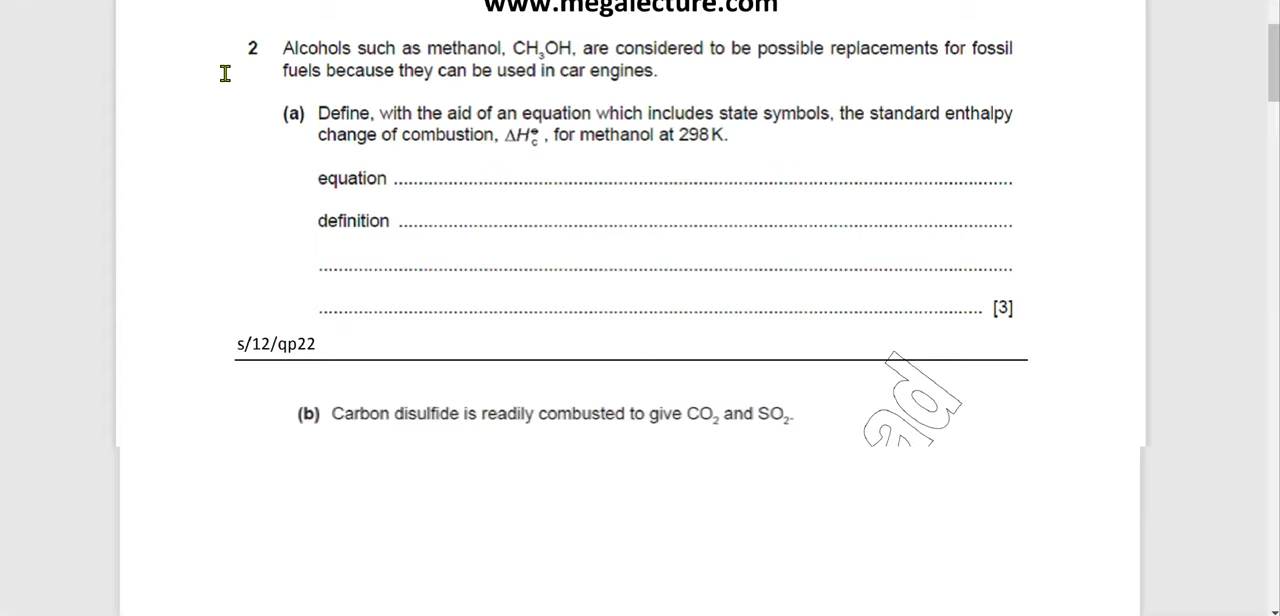 www.megalecture.com
2 Alcohols such as methanol, CH₃OH, are considered to be possible replacements for fossil
fuels because they can be used in car engines.
(a) Define, with the aid of an equation which includes state symbols, the standard enthalpy
change of combustion, ΔH°c , for methanol at 298 K.
equation ..........................................................................................................................
definition .........................................................................................................................
..........................................................................................................................................
.................................................................................................................................... [3]
s/12/qp22
(b) Carbon disulfide is readily combusted to give CO₂ and SO₂.